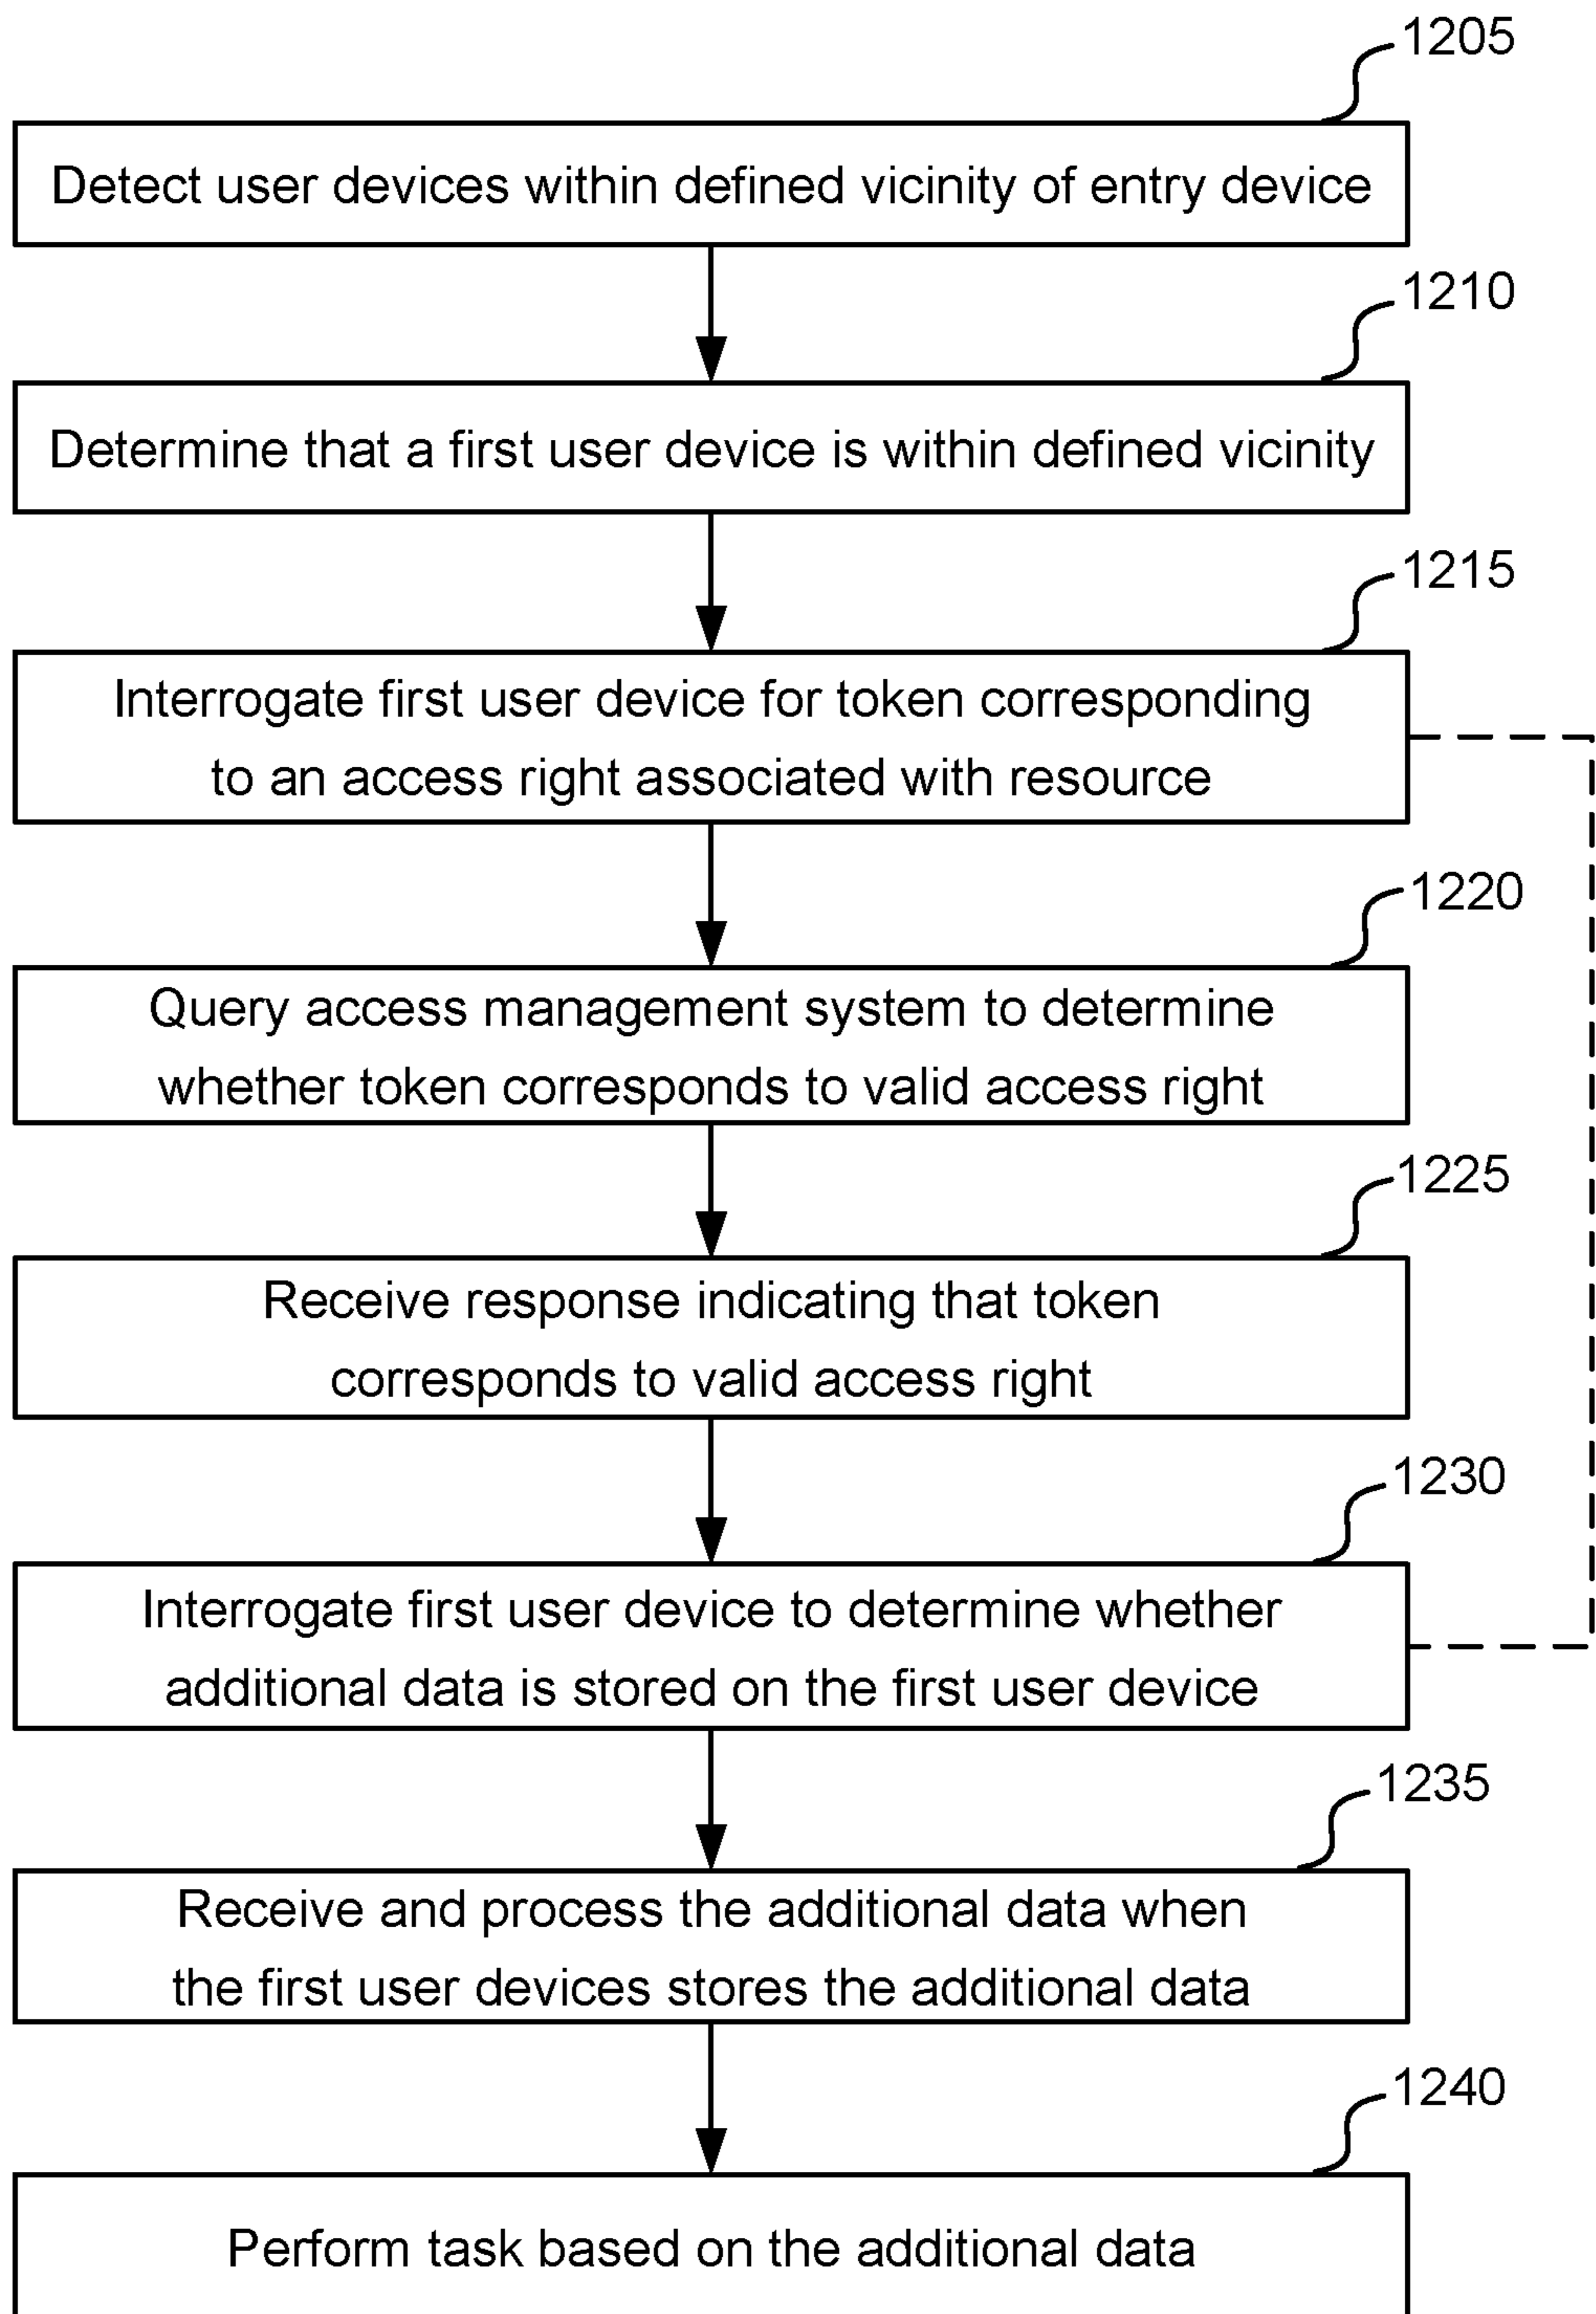 1205
Detect user devices within defined vicinity of entry device
1210
Determine that a first user device is within defined vicinity
1215
Interrogate first user device for token corresponding
to an access right associated with resource
1220
Query access management system to determine
whether token corresponds to valid access right
1225
Receive response indicating that token
corresponds to valid access right
1230
Interrogate first user device to determine whether
additional data is stored on the first user device
1235
Receive and process the additional data when
the first user devices stores the additional data
1240
Perform task based on the additional data